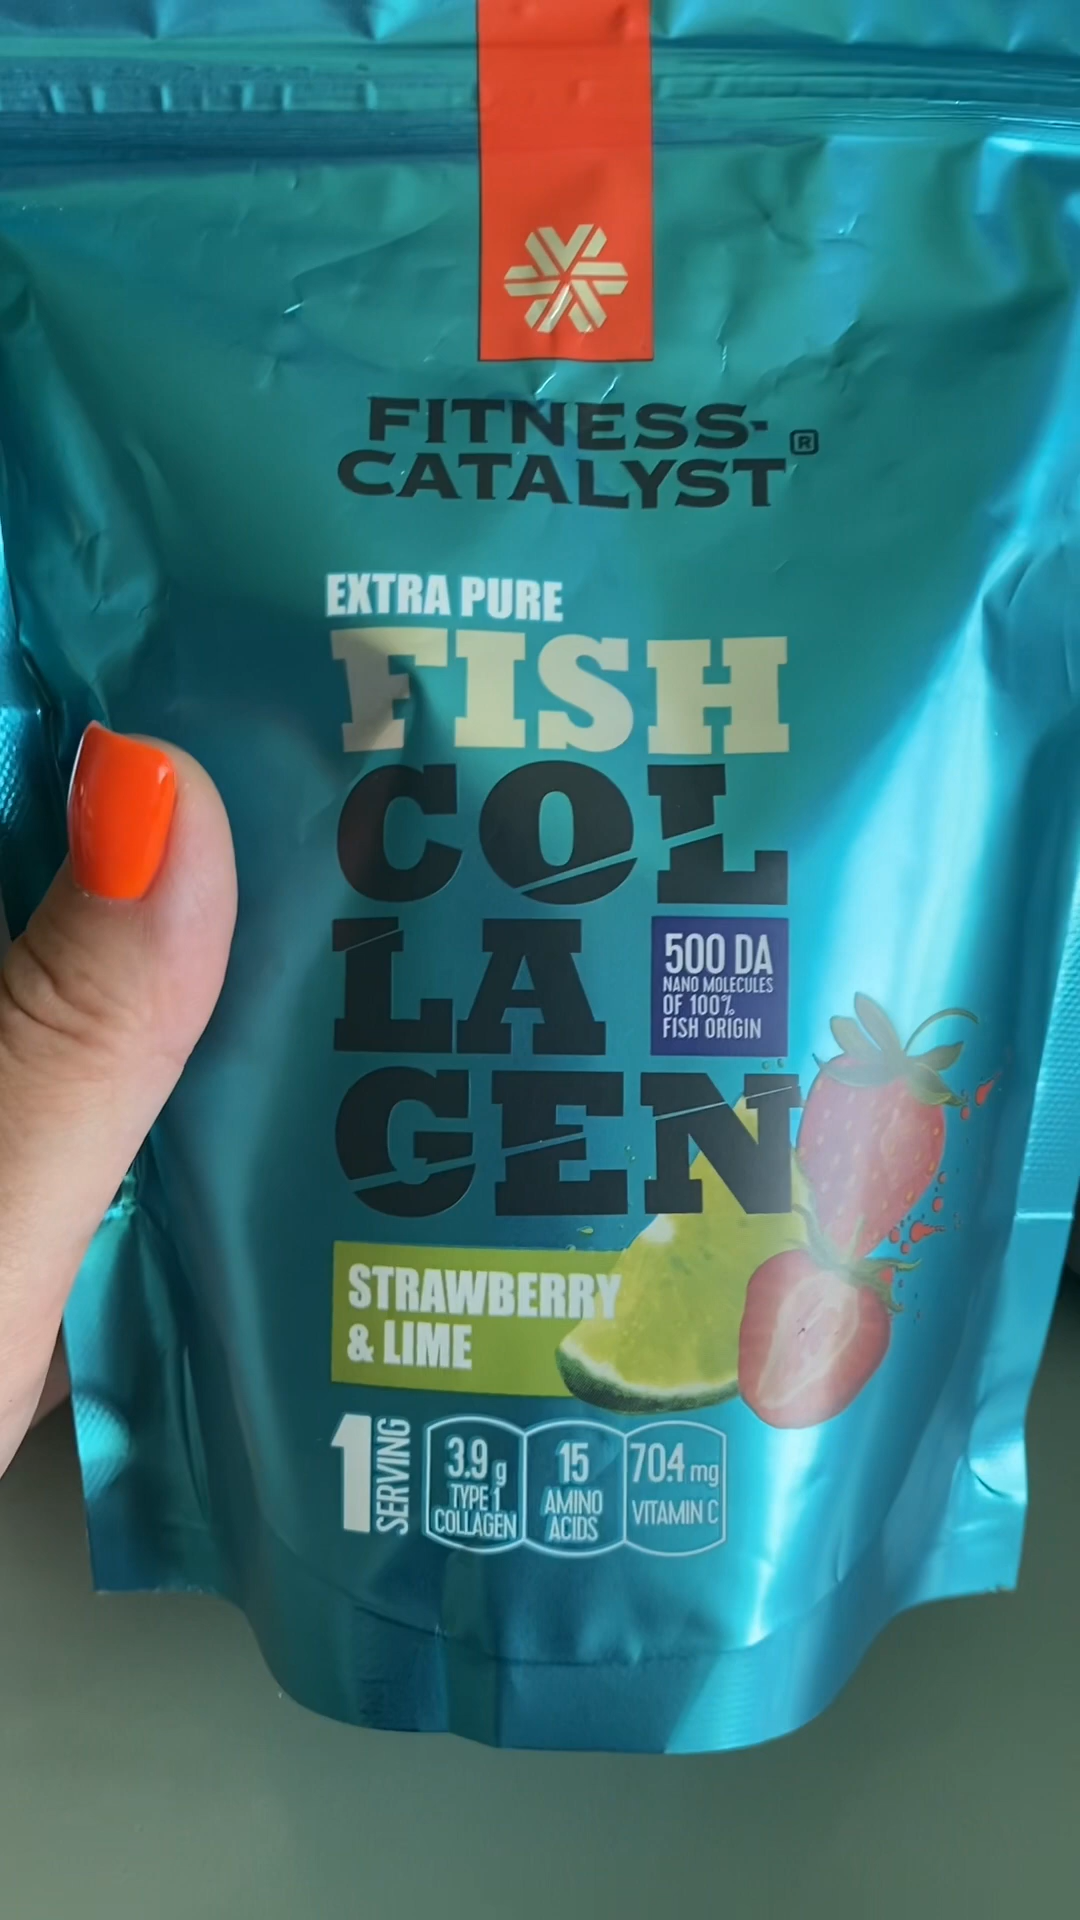 FITNESS-
CATALYST®
EXTRA PURE
FISH
COL
LA
GEN
500 DA
NANO MOLECULES
OF 100%
FISH ORIGIN
STRAWBERRY
& LIME
1 SERVING
3.9 g
TYPE 1
COLLAGEN
15
AMINO
ACIDS
70.4 mg
VITAMIN C